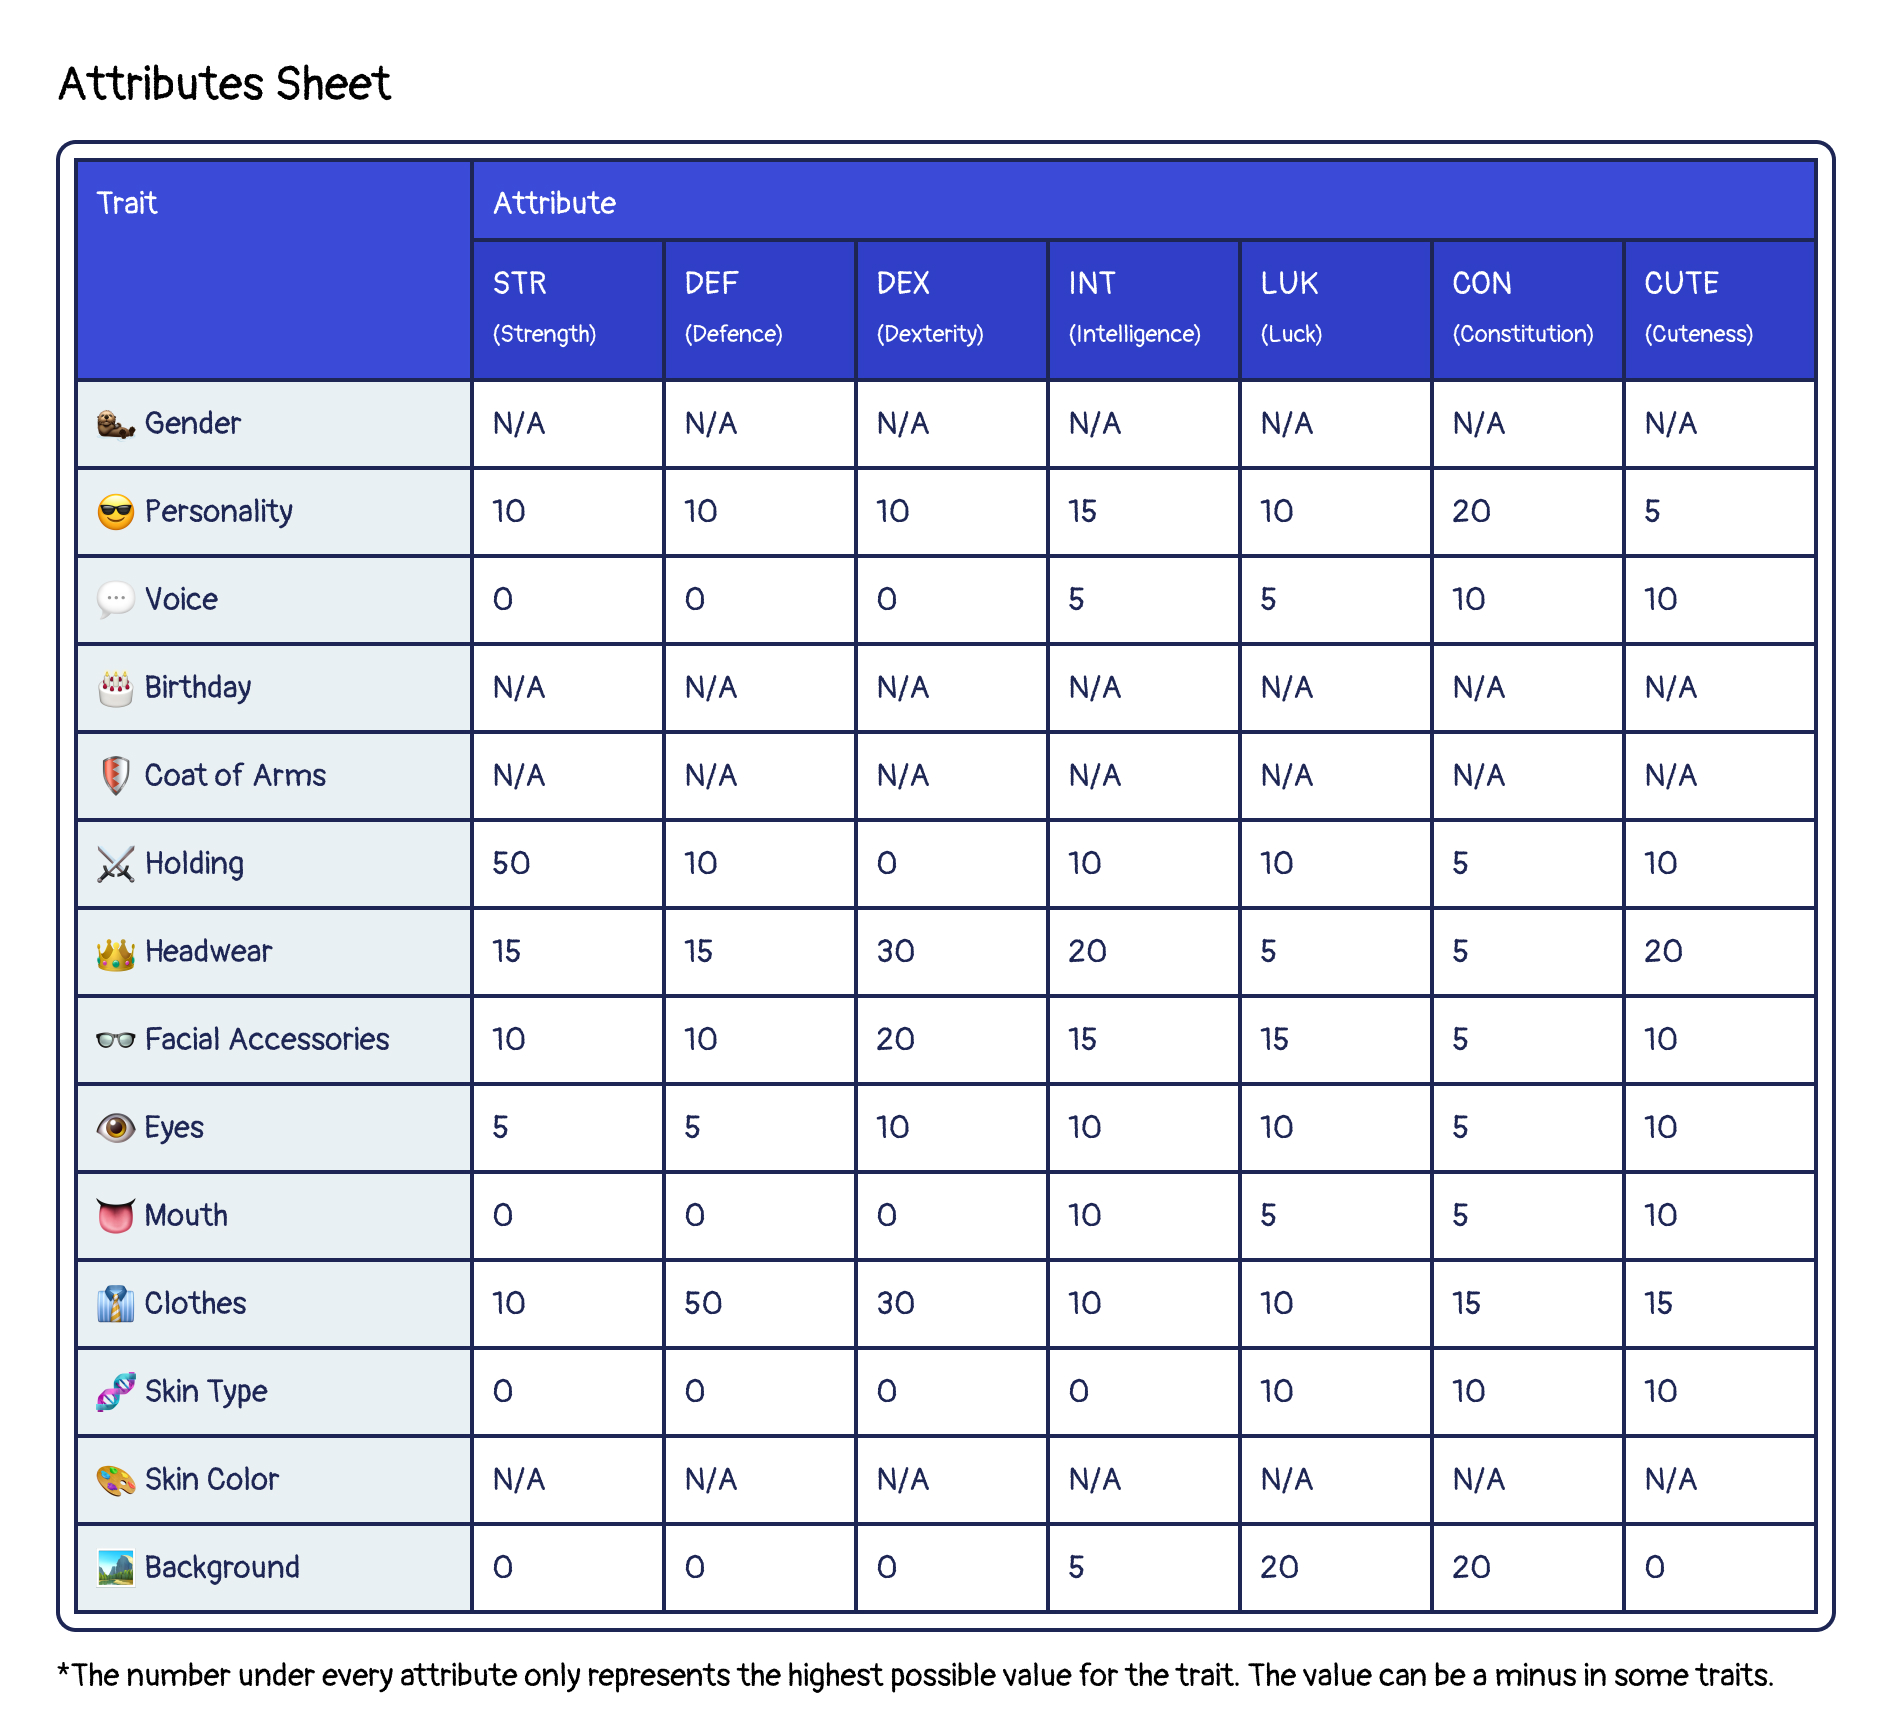 Attributes Sheet
Trait Attribute
STR DEF DEX INT LUK CON CUTE
(Strength) (Defence) (Dexterity) (Intelligence) (Luck) (Constitution) (Cuteness)
Gender N/A N/A N/A N/A N/A N/A N/A
Personality 10 10 10 15 10 20 5
Voice 0 0 0 5 5 10 10
Birthday N/A N/A N/A N/A N/A N/A N/A
Coat of Arms N/A N/A N/A N/A N/A N/A N/A
Holding 50 10 0 10 10 5 10
Headwear 15 15 30 20 5 5 20
Facial Accessories 10 10 20 15 15 5 10
Eyes 5 5 10 10 10 5 10
Mouth 0 0 0 10 5 5 10
Clothes 10 50 30 10 10 15 15
Skin Type 0 0 0 0 10 10 10
Skin Color N/A N/A N/A N/A N/A N/A N/A
Background 0 0 0 5 20 20 0
*The number under every attribute only represents the highest possible value for the trait. The value can be a minus in some traits.